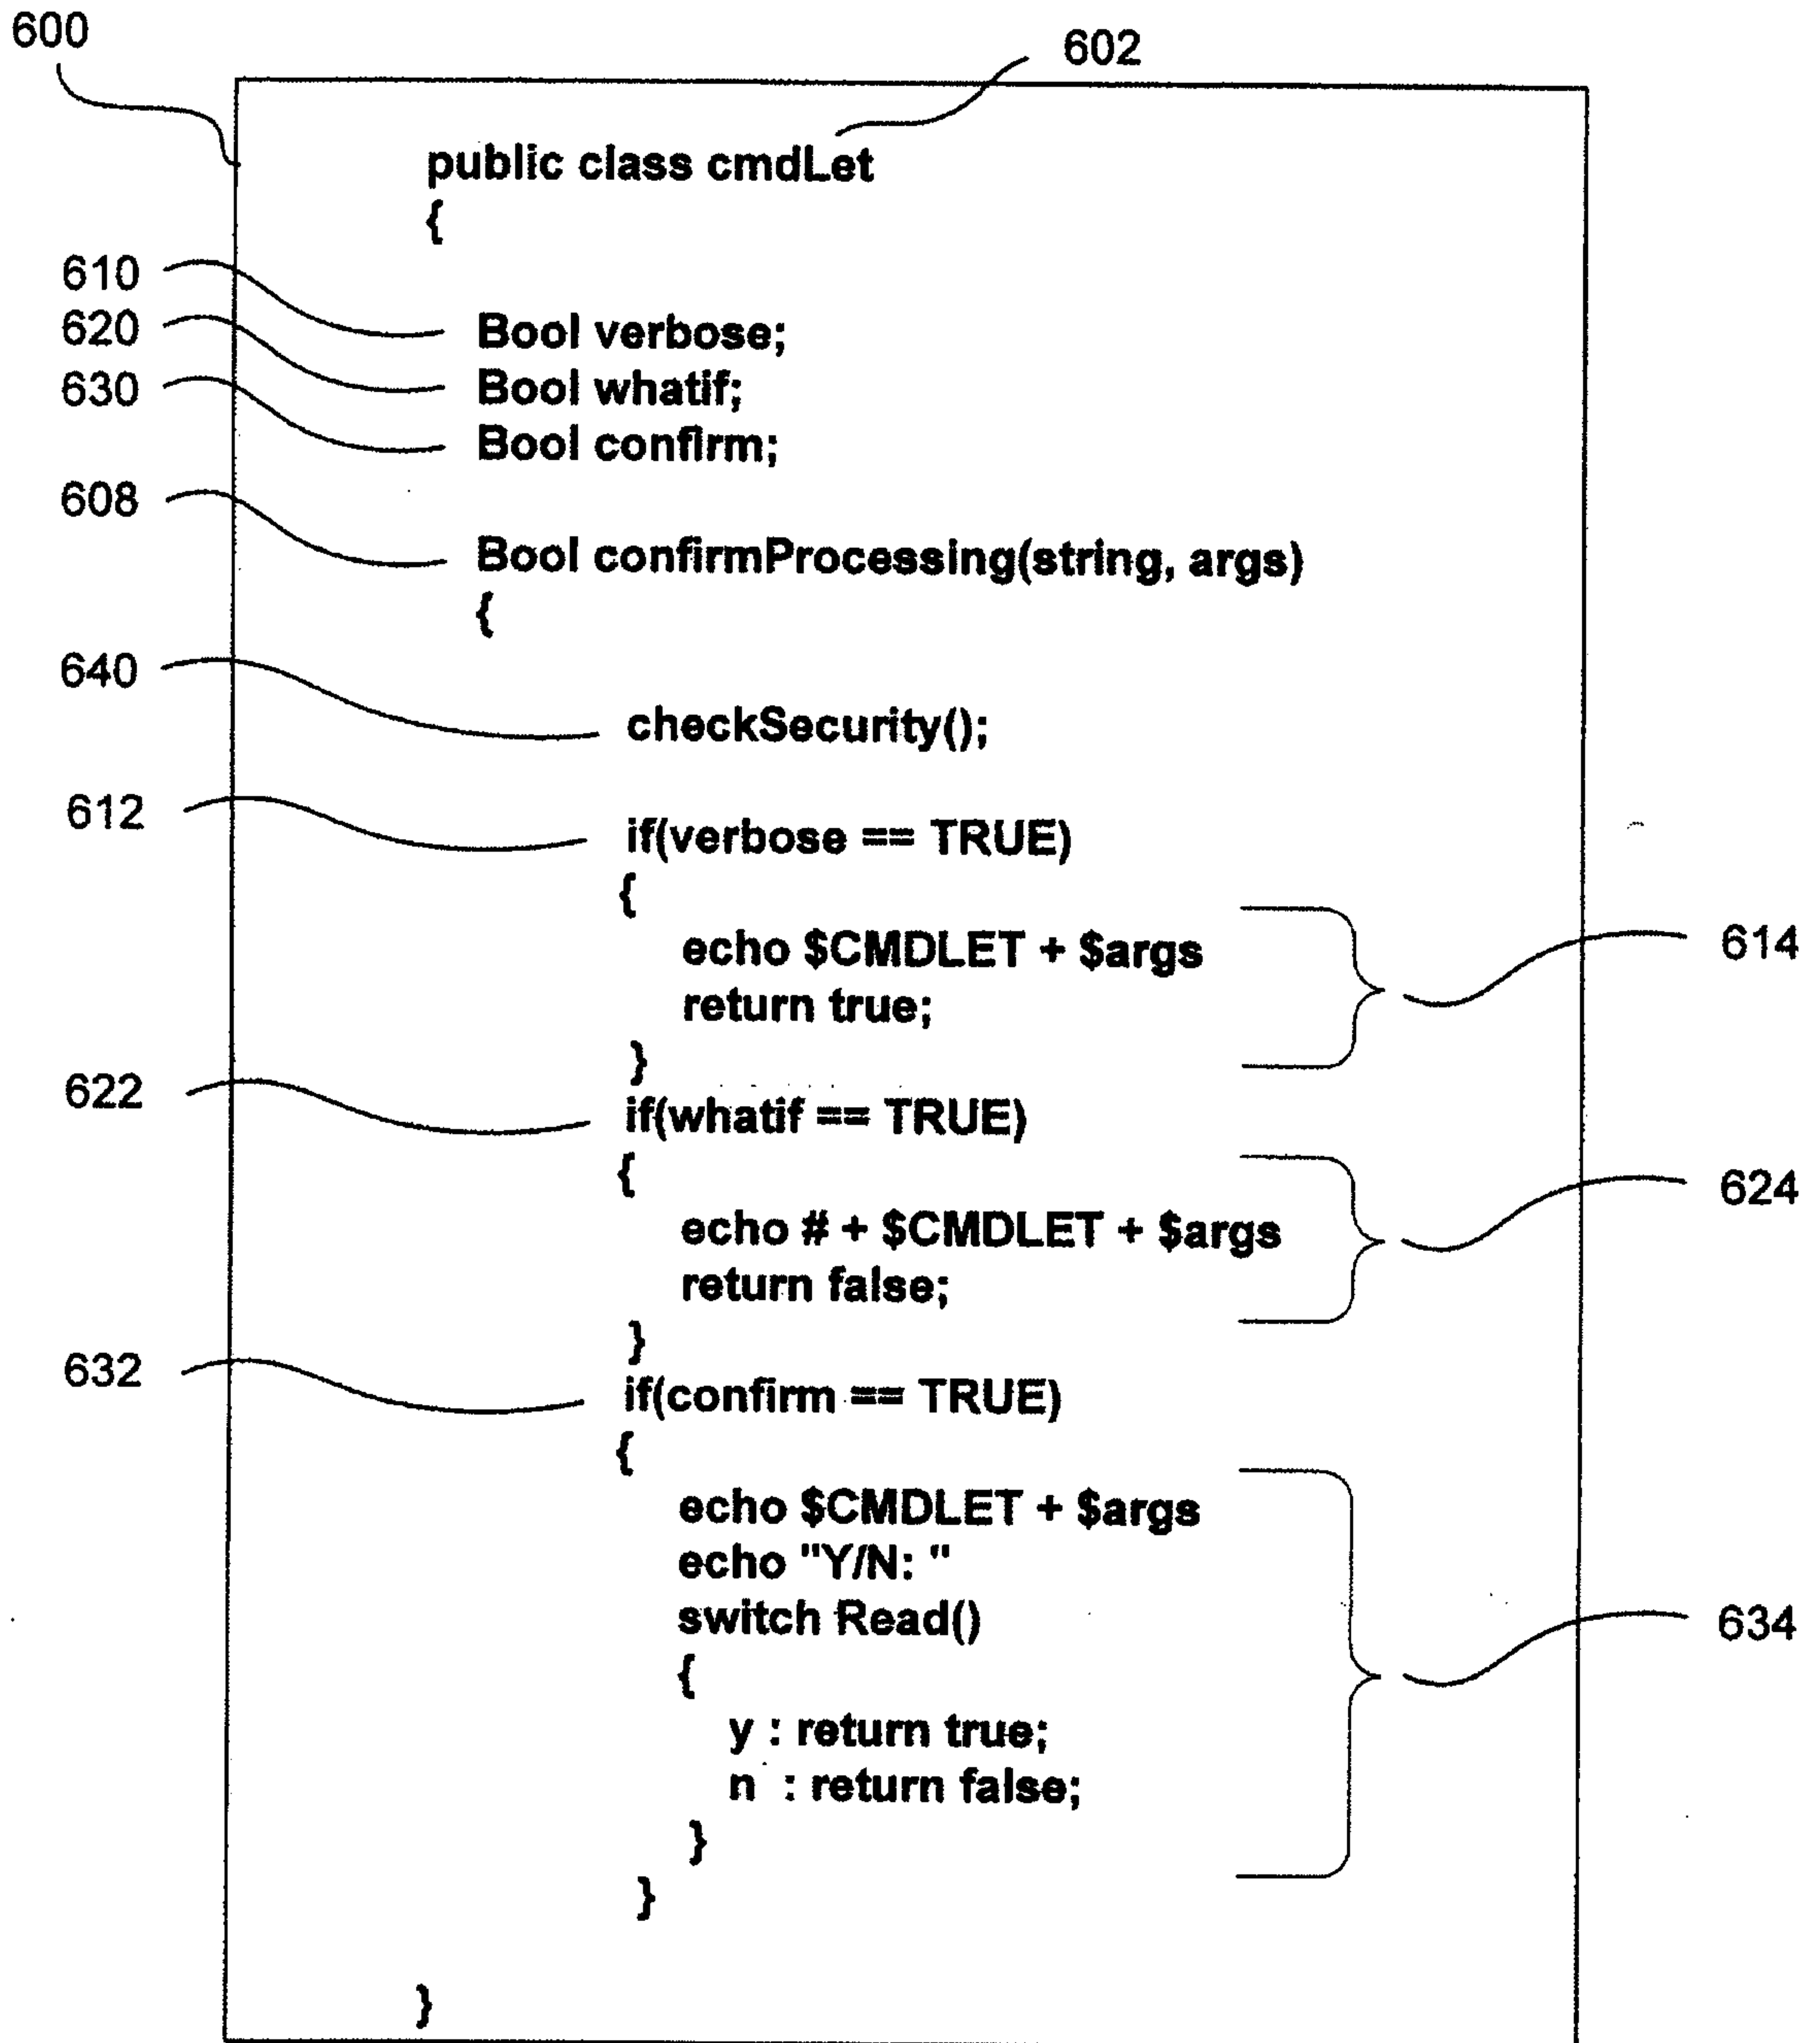 600
602
public class cmdLet
{
610
Bool verbose;
620
Bool whatif;
630
Bool confirm;
608
Bool confirmProcessing(string, args)
{
640
checkSecurity();
612
if(verbose == TRUE)
{
echo $CMDLET + $args
614
return true;
}
622
if(whatif == TRUE)
{
624
echo # + $CMDLET + $args
return false;
}
632
if(confirm == TRUE)
{
echo $CMDLET + $args
echo "Y/N: "
switch Read()
634
{
y : return true;
n : return false;
}
}
}